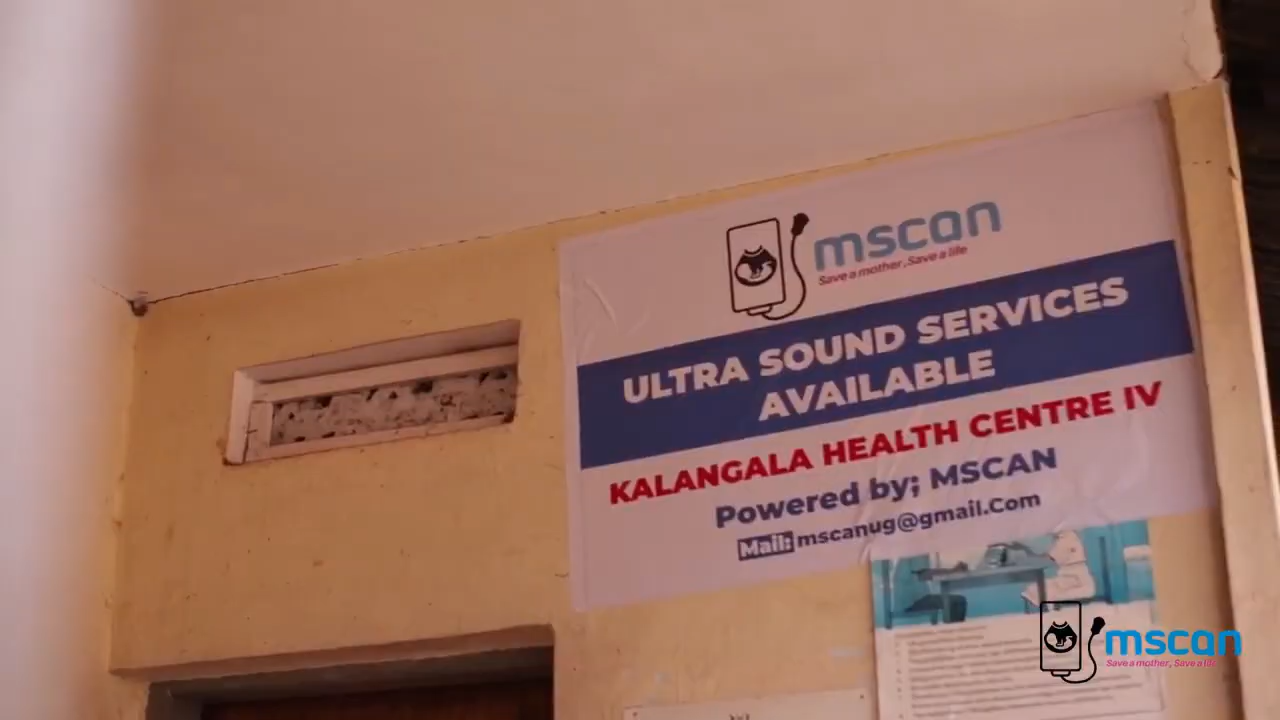 mscan
Save a mother, Save a life
ULTRA SOUND SERVICES
AVAILABLE
KALANGALA HEALTH CENTRE IV
Powered by; MSCAN
Mail: mscanug@gmail.Com
mscan
Save a mother, Save a life